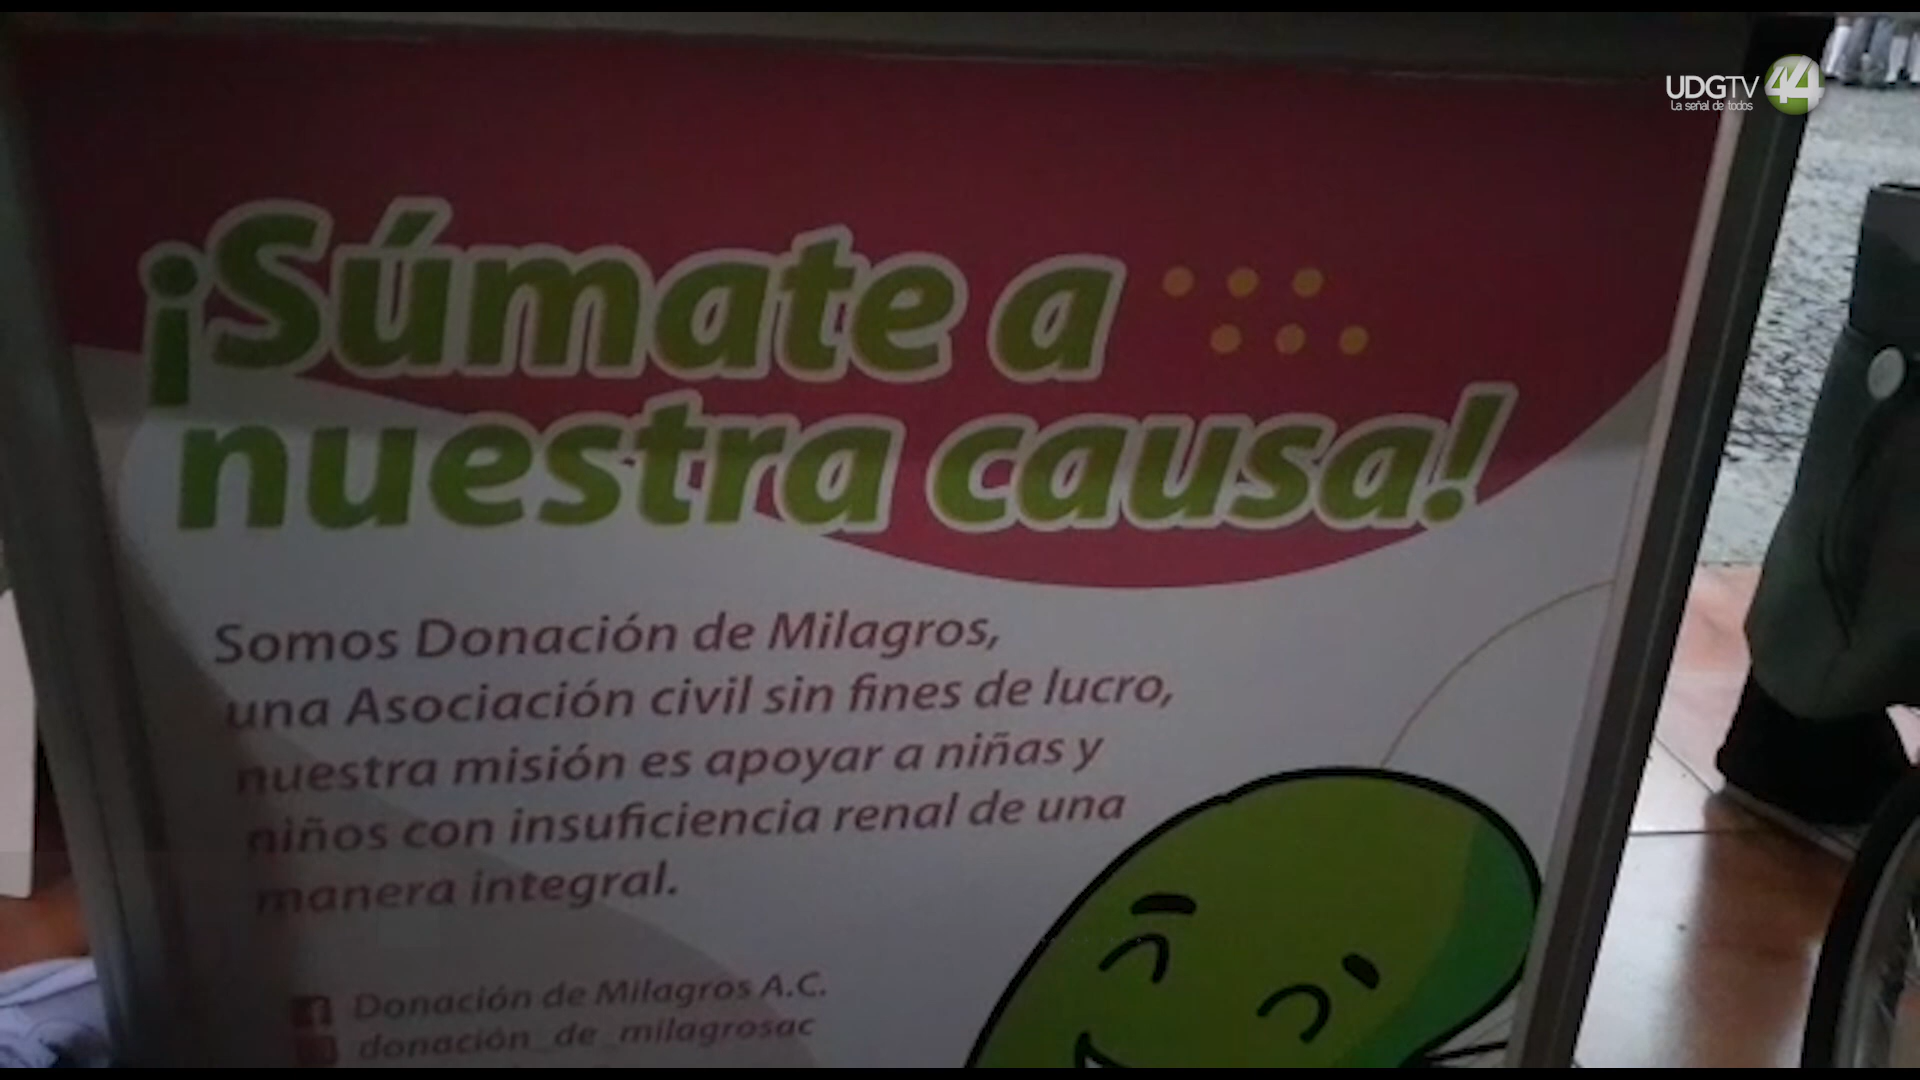 UDGTV 44
La señal de todos
¡Súmate a
nuestra causa!
Somos Donación de Milagros,
una Asociación civil sin fines de lucro,
nuestra misión es apoyar a niñas y
niños con insuficiencia renal de una
manera integral.
Donación de Milagros A.C.
donación_de_milagrosac